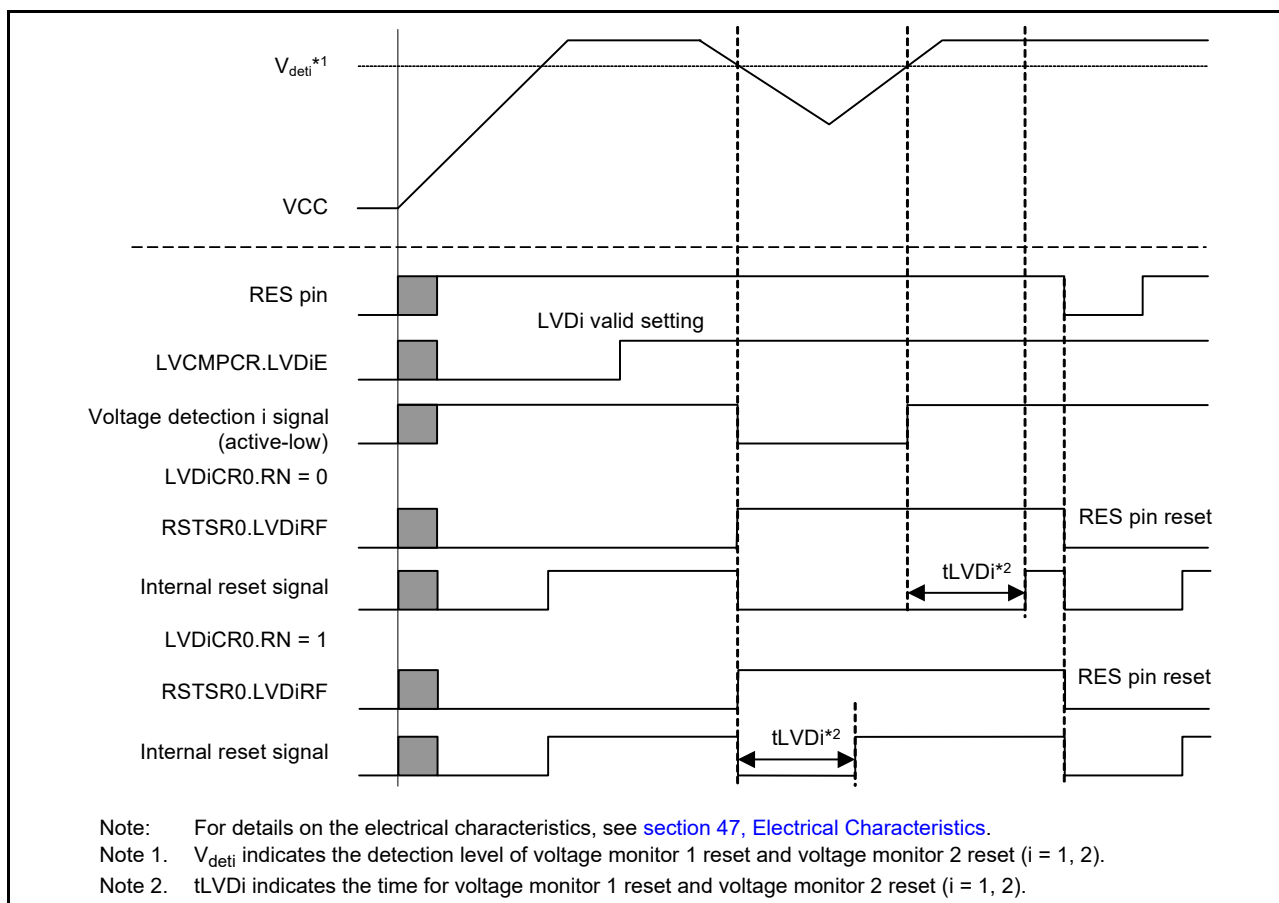 Vdeti*1
VCC
RES pin
LVDi valid setting
LVCMPCR.LVDiE
Voltage detection i signal
(active-low)
LVDiCR0.RN = 0
RSTSR0.LVDiRF
RES pin reset
tLVDi*2
Internal reset signal
LVDiCR0.RN = 1
RSTSR0.LVDiRF
RES pin reset
tLVDi*2
Internal reset signal
Note: For details on the electrical characteristics, see section 47, Electrical Characteristics.
Note 1. Vdeti indicates the detection level of voltage monitor 1 reset and voltage monitor 2 reset (i = 1, 2).
Note 2. tLVDi indicates the time for voltage monitor 1 reset and voltage monitor 2 reset (i = 1, 2).